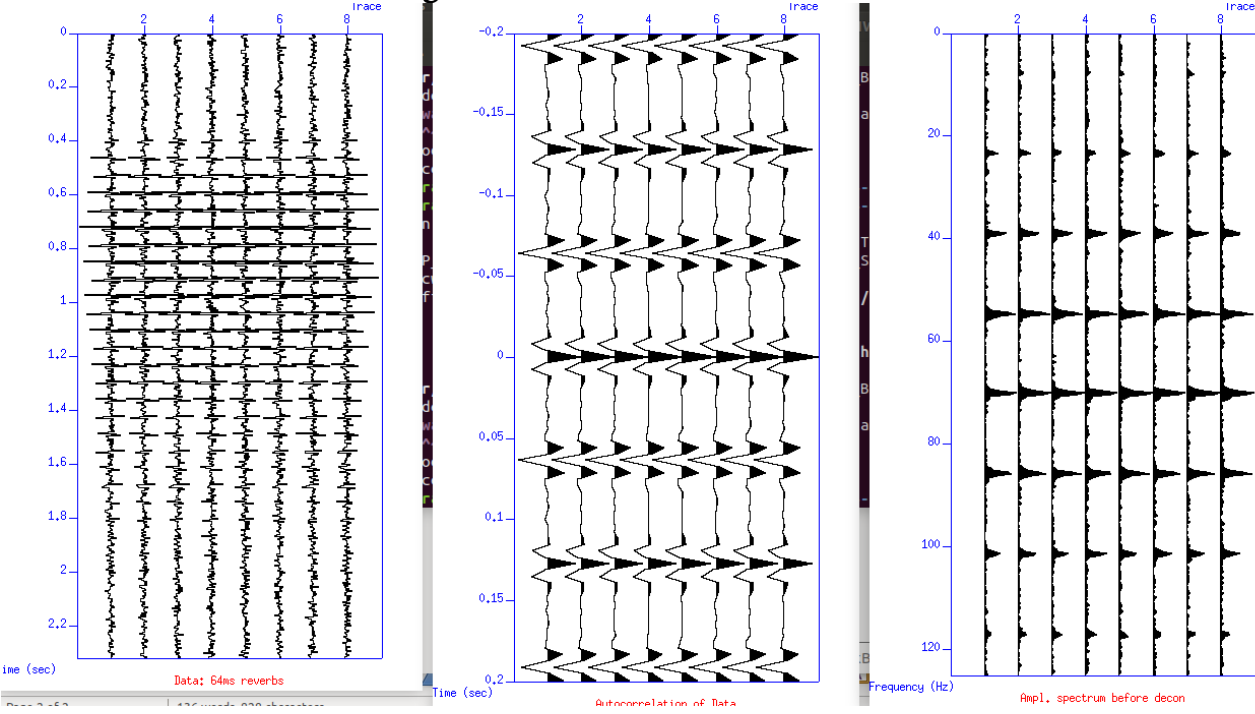 Trace
2 4 6 8
0
0.2
0.4
0.6
0.8
1
1.2
1.4
1.6
1.8
2
2.2
ime (sec)
Data: 64ms reverbs
Trace
2 4 6 8
-0.2
-0.15
-0.1
-0.05
0
0.05
0.1
0.15
0.2
Time (sec)
Autocorrelation of Data
Trace
2 4 6 8
0
20
40
60
80
100
120
Frequency (Hz)
Ampl. spectrum before decon